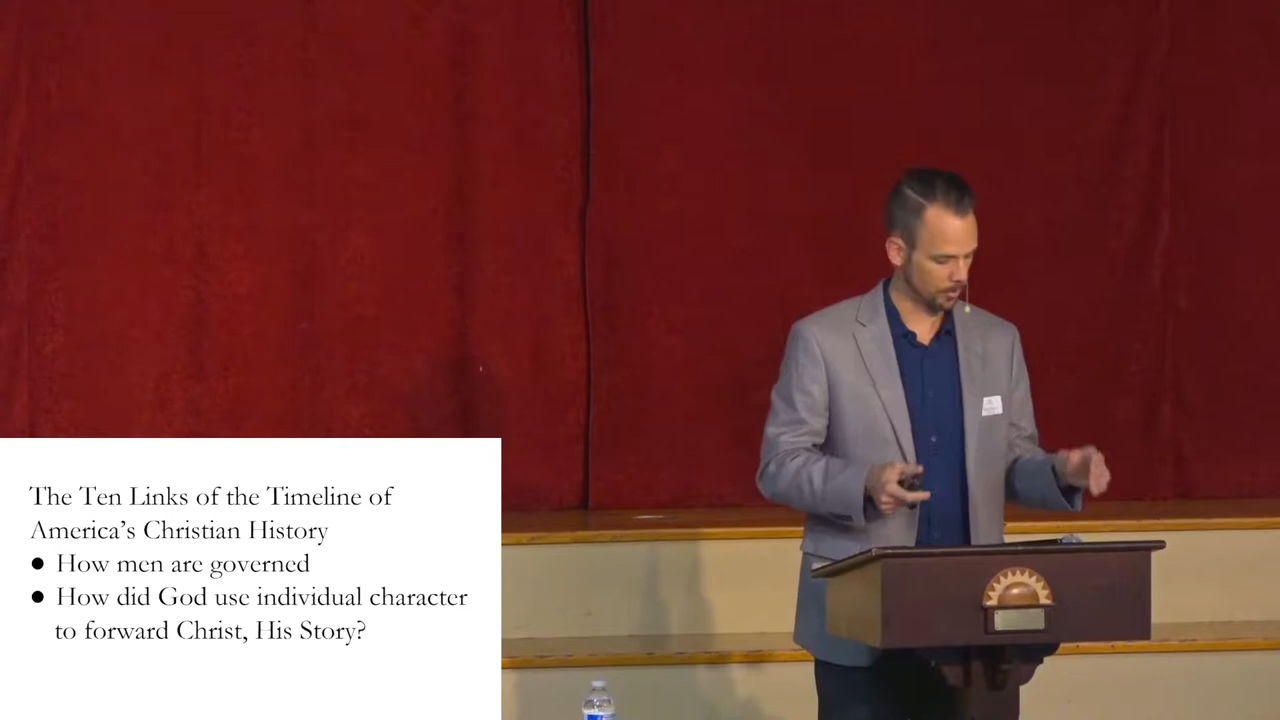 The Ten Links of the Timeline of
America's Christian History
● How men are governed
● How did God use individual character
to forward Christ, His Story?